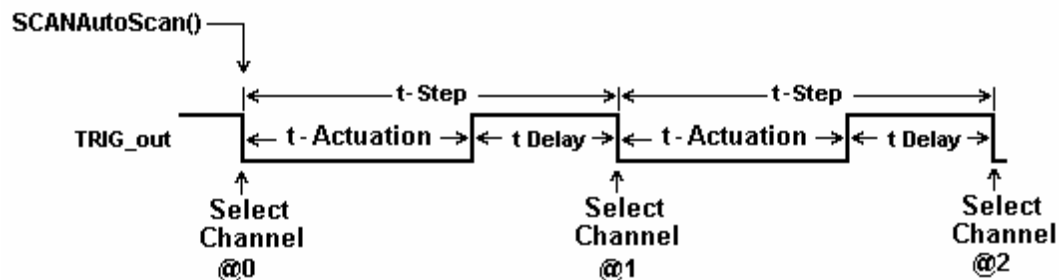 SCANAutoScan()
t-Step
t-Step
TRIG_out
t-Actuation
t Delay
t-Actuation
t Delay
Select
Channel
@0
Select
Channel
@1
Select
Channel
@2